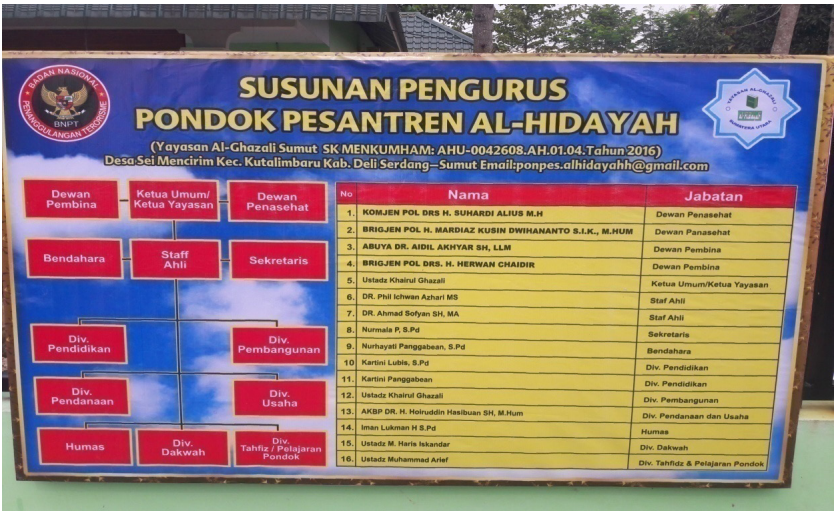 BADAN NASIONAL
PENANGGULANGAN TERORISME
BNPT
SUSUNAN PENGURUS
PONDOK PESANTREN AL-HIDAYAH
(Yayasan Al-Ghazali Sumut SK MENKUMHAM: AHU-0042608.AH.01.04.Tahun 2016)
Desa Sei Mencirim Kec. Kutalimbaru Kab. Deli Serdang–Sumut Email:ponpes.alhidayahh@gmail.com
YAYASAN AL-GHAZALI
SUMATERA UTARA
Dewan
Pembina
Ketua Umum/
Ketua Yayasan
Dewan
Penasehat
Bendahara
Staff
Ahli
Sekretaris
Div.
Pendidikan
Div.
Pembangunan
Div.
Pendanaan
Div.
Usaha
Humas
Div.
Dakwah
Div.
Tahfiz / Pelajaran
Pondok
No Nama Jabatan
1. KOMJEN POL DRS H. SUHARDI ALIUS M.H Dewan Penasehat
2. BRIGJEN POL H. MARDIAZ KUSIN DWIHANANTO S.I.K., M.HUM Dewan Panasehat
3. ABUYA DR. AIDIL AKHYAR SH, LLM Dewan Pembina
4. BRIGJEN POL DRS. H. HERWAN CHAIDIR Dewan Pembina
5. Ustadz Khairul Ghazali Ketua Umum/Ketua Yayasan
6. DR. Phil Ichwan Azhari MS Staf Ahli
7. DR. Ahmad Sofyan SH, MA Staf Ahli
8. Nurmala P, S.Pd Sekretaris
9. Nurhayati Panggabean, S.Pd Bendahara
10 Kartini Lubis, S.Pd Div. Pendidikan
11. Kartini Panggabean Div. Pendidikan
12. Ustadz Khairul Ghazali Div. Pembangunan
13. AKBP DR. H. Hoiruddin Hasibuan SH, M.Hum Div. Pendanaan dan Usaha
14. Iman Lukman H S.Pd Humas
15. Ustadz M. Haris Iskandar Div. Dakwah
16. Ustadz Muhammad Arief Div. Tahfidz & Pelajaran Pondok